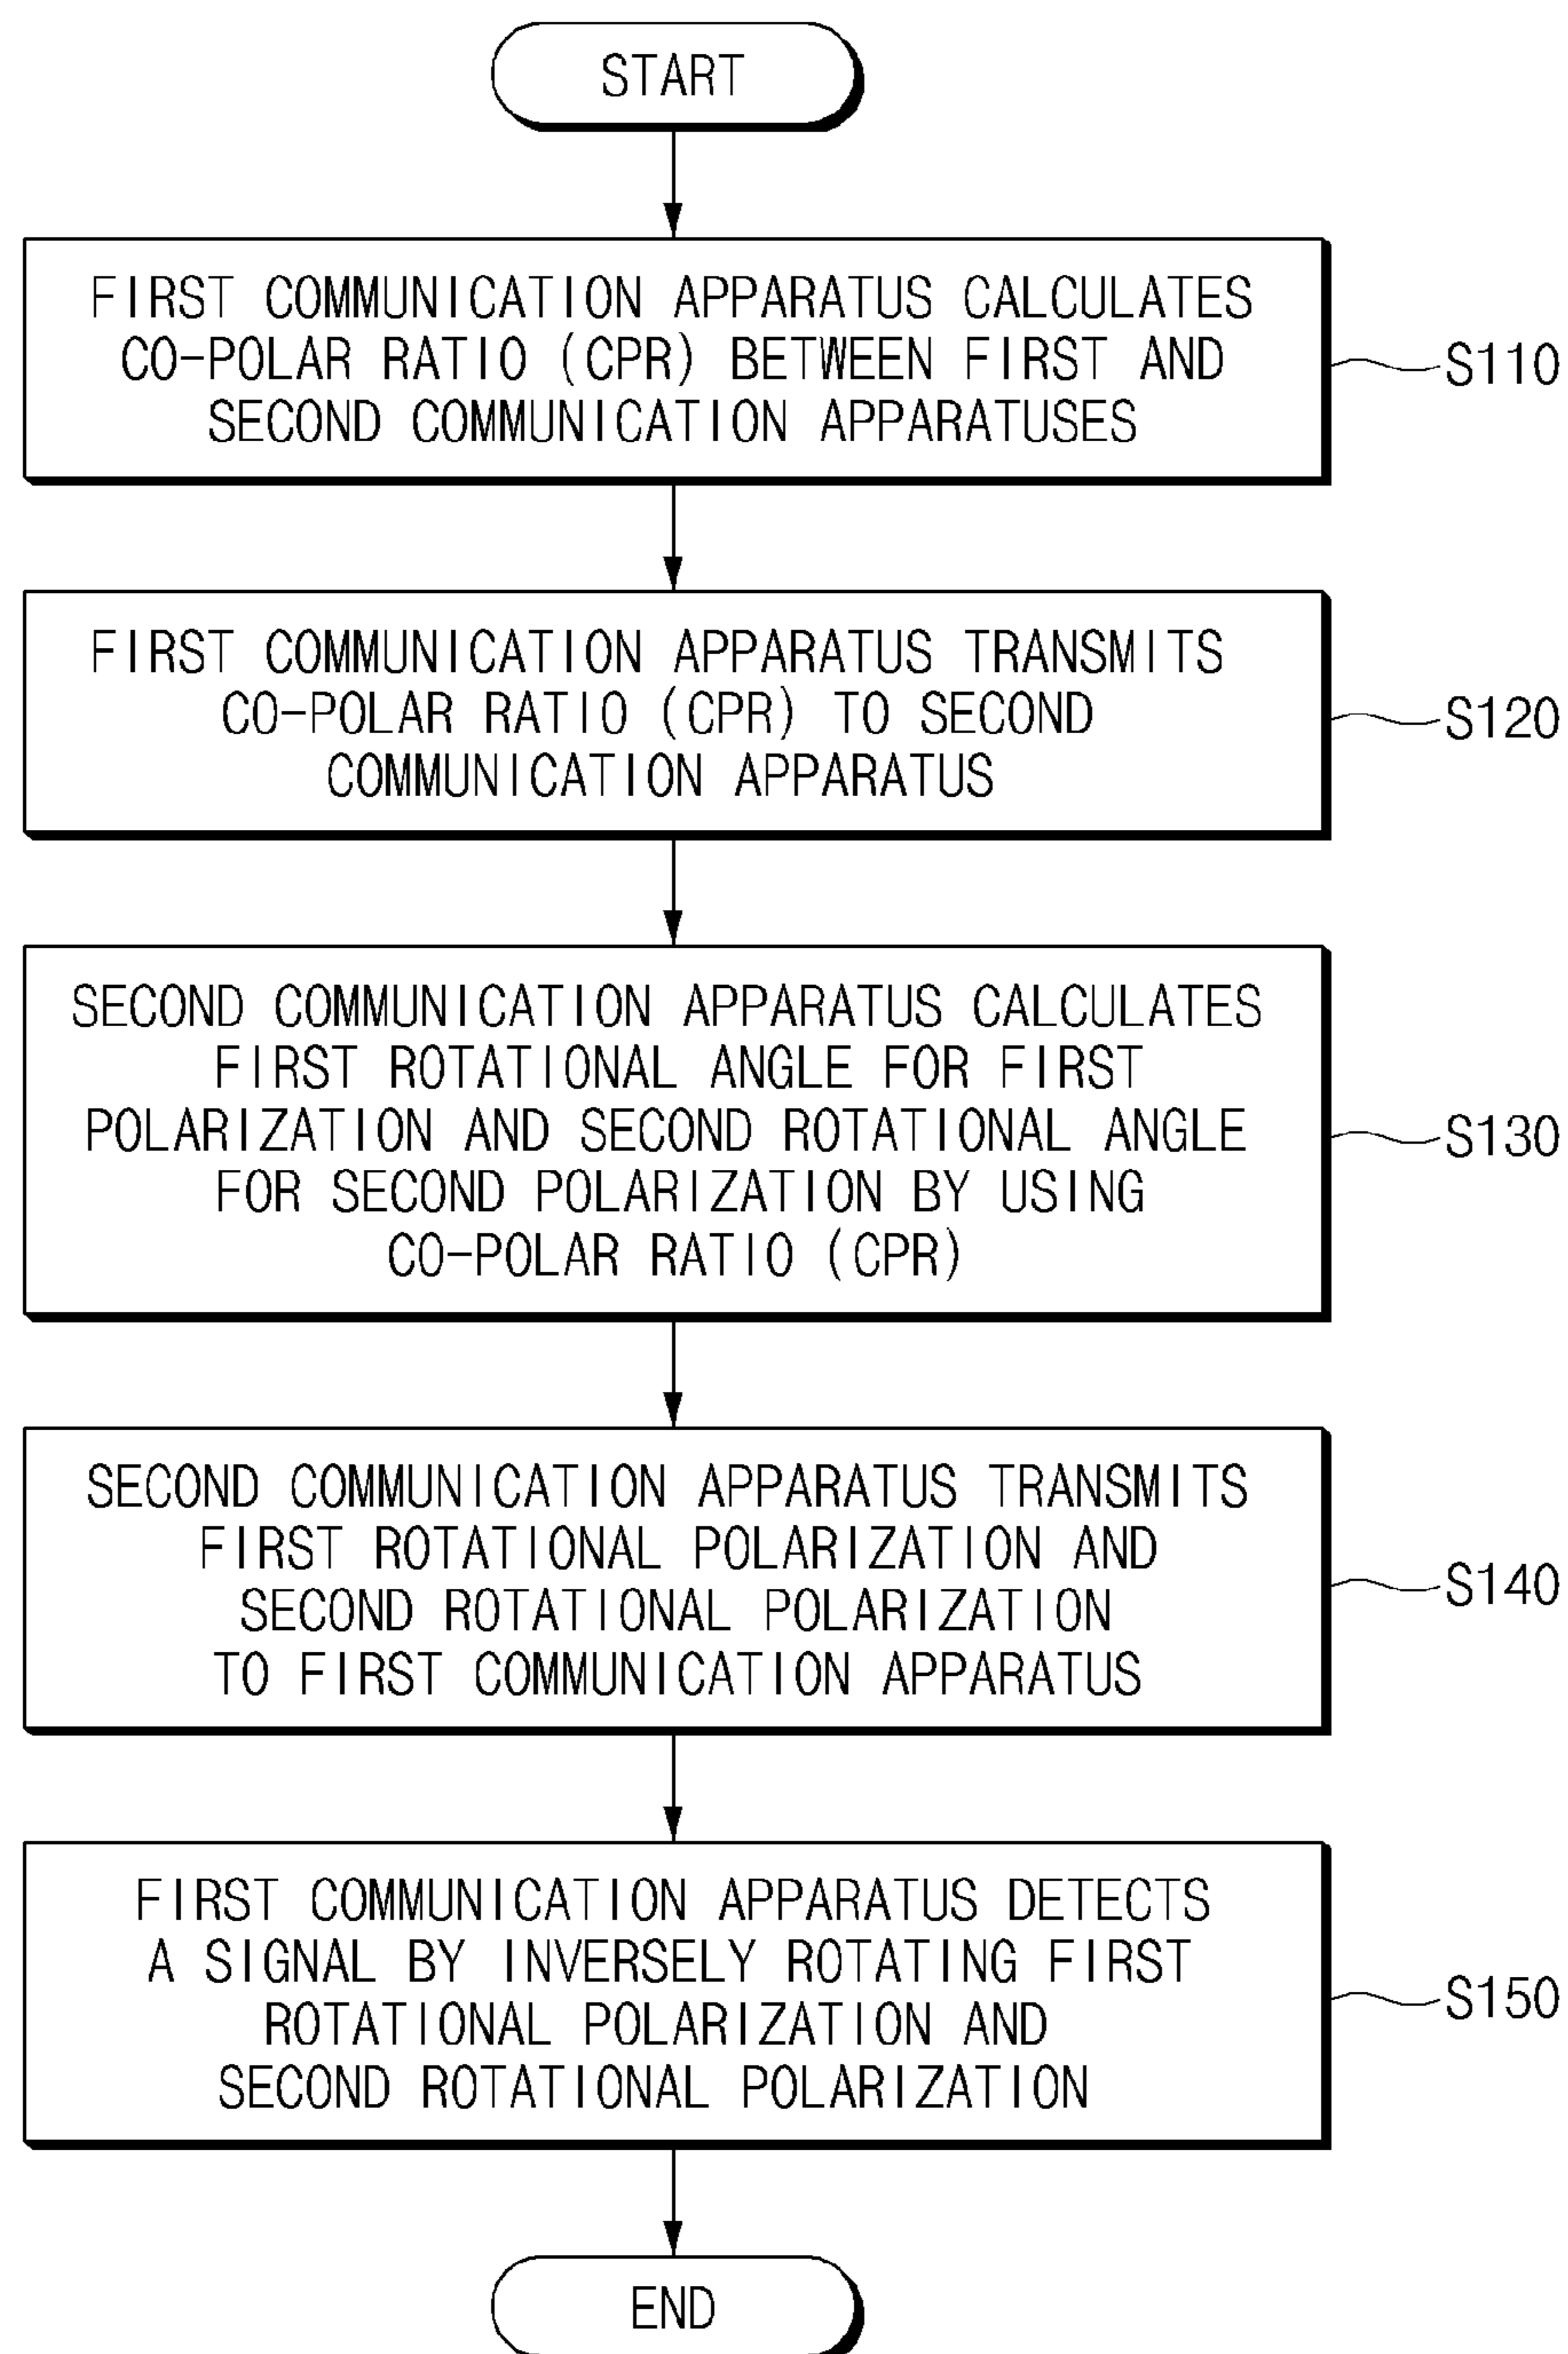 START
FIRST COMMUNICATION APPARATUS CALCULATES
CO-POLAR RATIO (CPR) BETWEEN FIRST AND
SECOND COMMUNICATION APPARATUSES
S110
FIRST COMMUNICATION APPARATUS TRANSMITS
CO-POLAR RATIO (CPR) TO SECOND
COMMUNICATION APPARATUS
S120
SECOND COMMUNICATION APPARATUS CALCULATES
FIRST ROTATIONAL ANGLE FOR FIRST
POLARIZATION AND SECOND ROTATIONAL ANGLE
FOR SECOND POLARIZATION BY USING
CO-POLAR RATIO (CPR)
S130
SECOND COMMUNICATION APPARATUS TRANSMITS
FIRST ROTATIONAL POLARIZATION AND
SECOND ROTATIONAL POLARIZATION
TO FIRST COMMUNICATION APPARATUS
S140
FIRST COMMUNICATION APPARATUS DETECTS
A SIGNAL BY INVERSELY ROTATING FIRST
ROTATIONAL POLARIZATION AND
SECOND ROTATIONAL POLARIZATION
S150
END